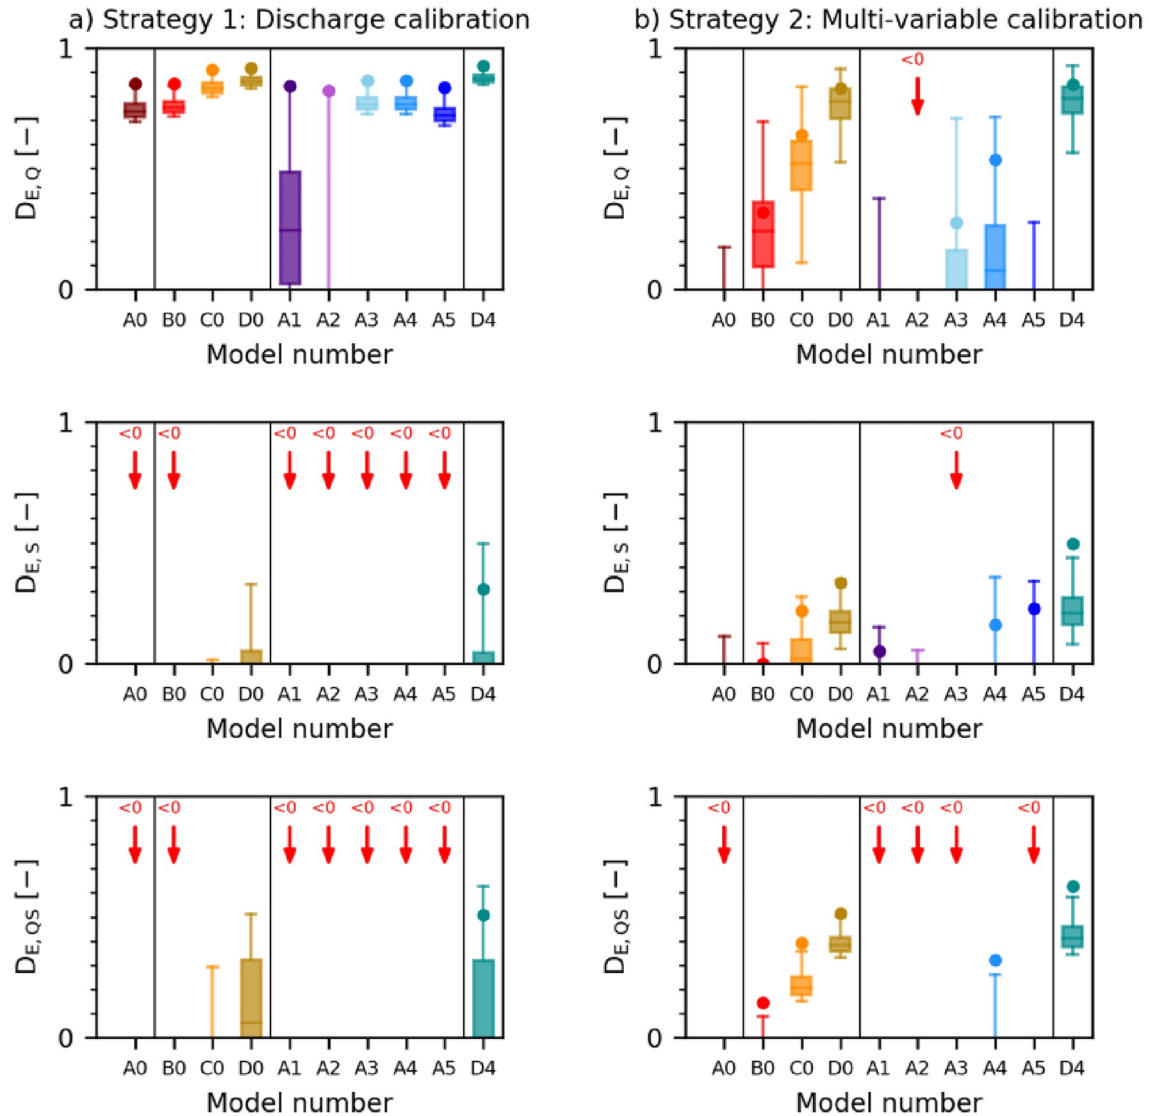 a) Strategy 1: Discharge calibration
1
D_E,Q [−]
0
A0 B0 C0 D0 A1 A2 A3 A4 A5 D4
Model number
b) Strategy 2: Multi-variable calibration
1
<0
D_E,Q [−]
0
A0 B0 C0 D0 A1 A2 A3 A4 A5 D4
Model number
1
<0 <0 <0 <0 <0 <0 <0
D_E,S [−]
0
A0 B0 C0 D0 A1 A2 A3 A4 A5 D4
Model number
1
<0
D_E,S [−]
0
A0 B0 C0 D0 A1 A2 A3 A4 A5 D4
Model number
1
<0 <0 <0 <0 <0 <0 <0
D_E,QS [−]
0
A0 B0 C0 D0 A1 A2 A3 A4 A5 D4
Model number
1
<0 <0 <0 <0 <0
D_E,QS [−]
0
A0 B0 C0 D0 A1 A2 A3 A4 A5 D4
Model number